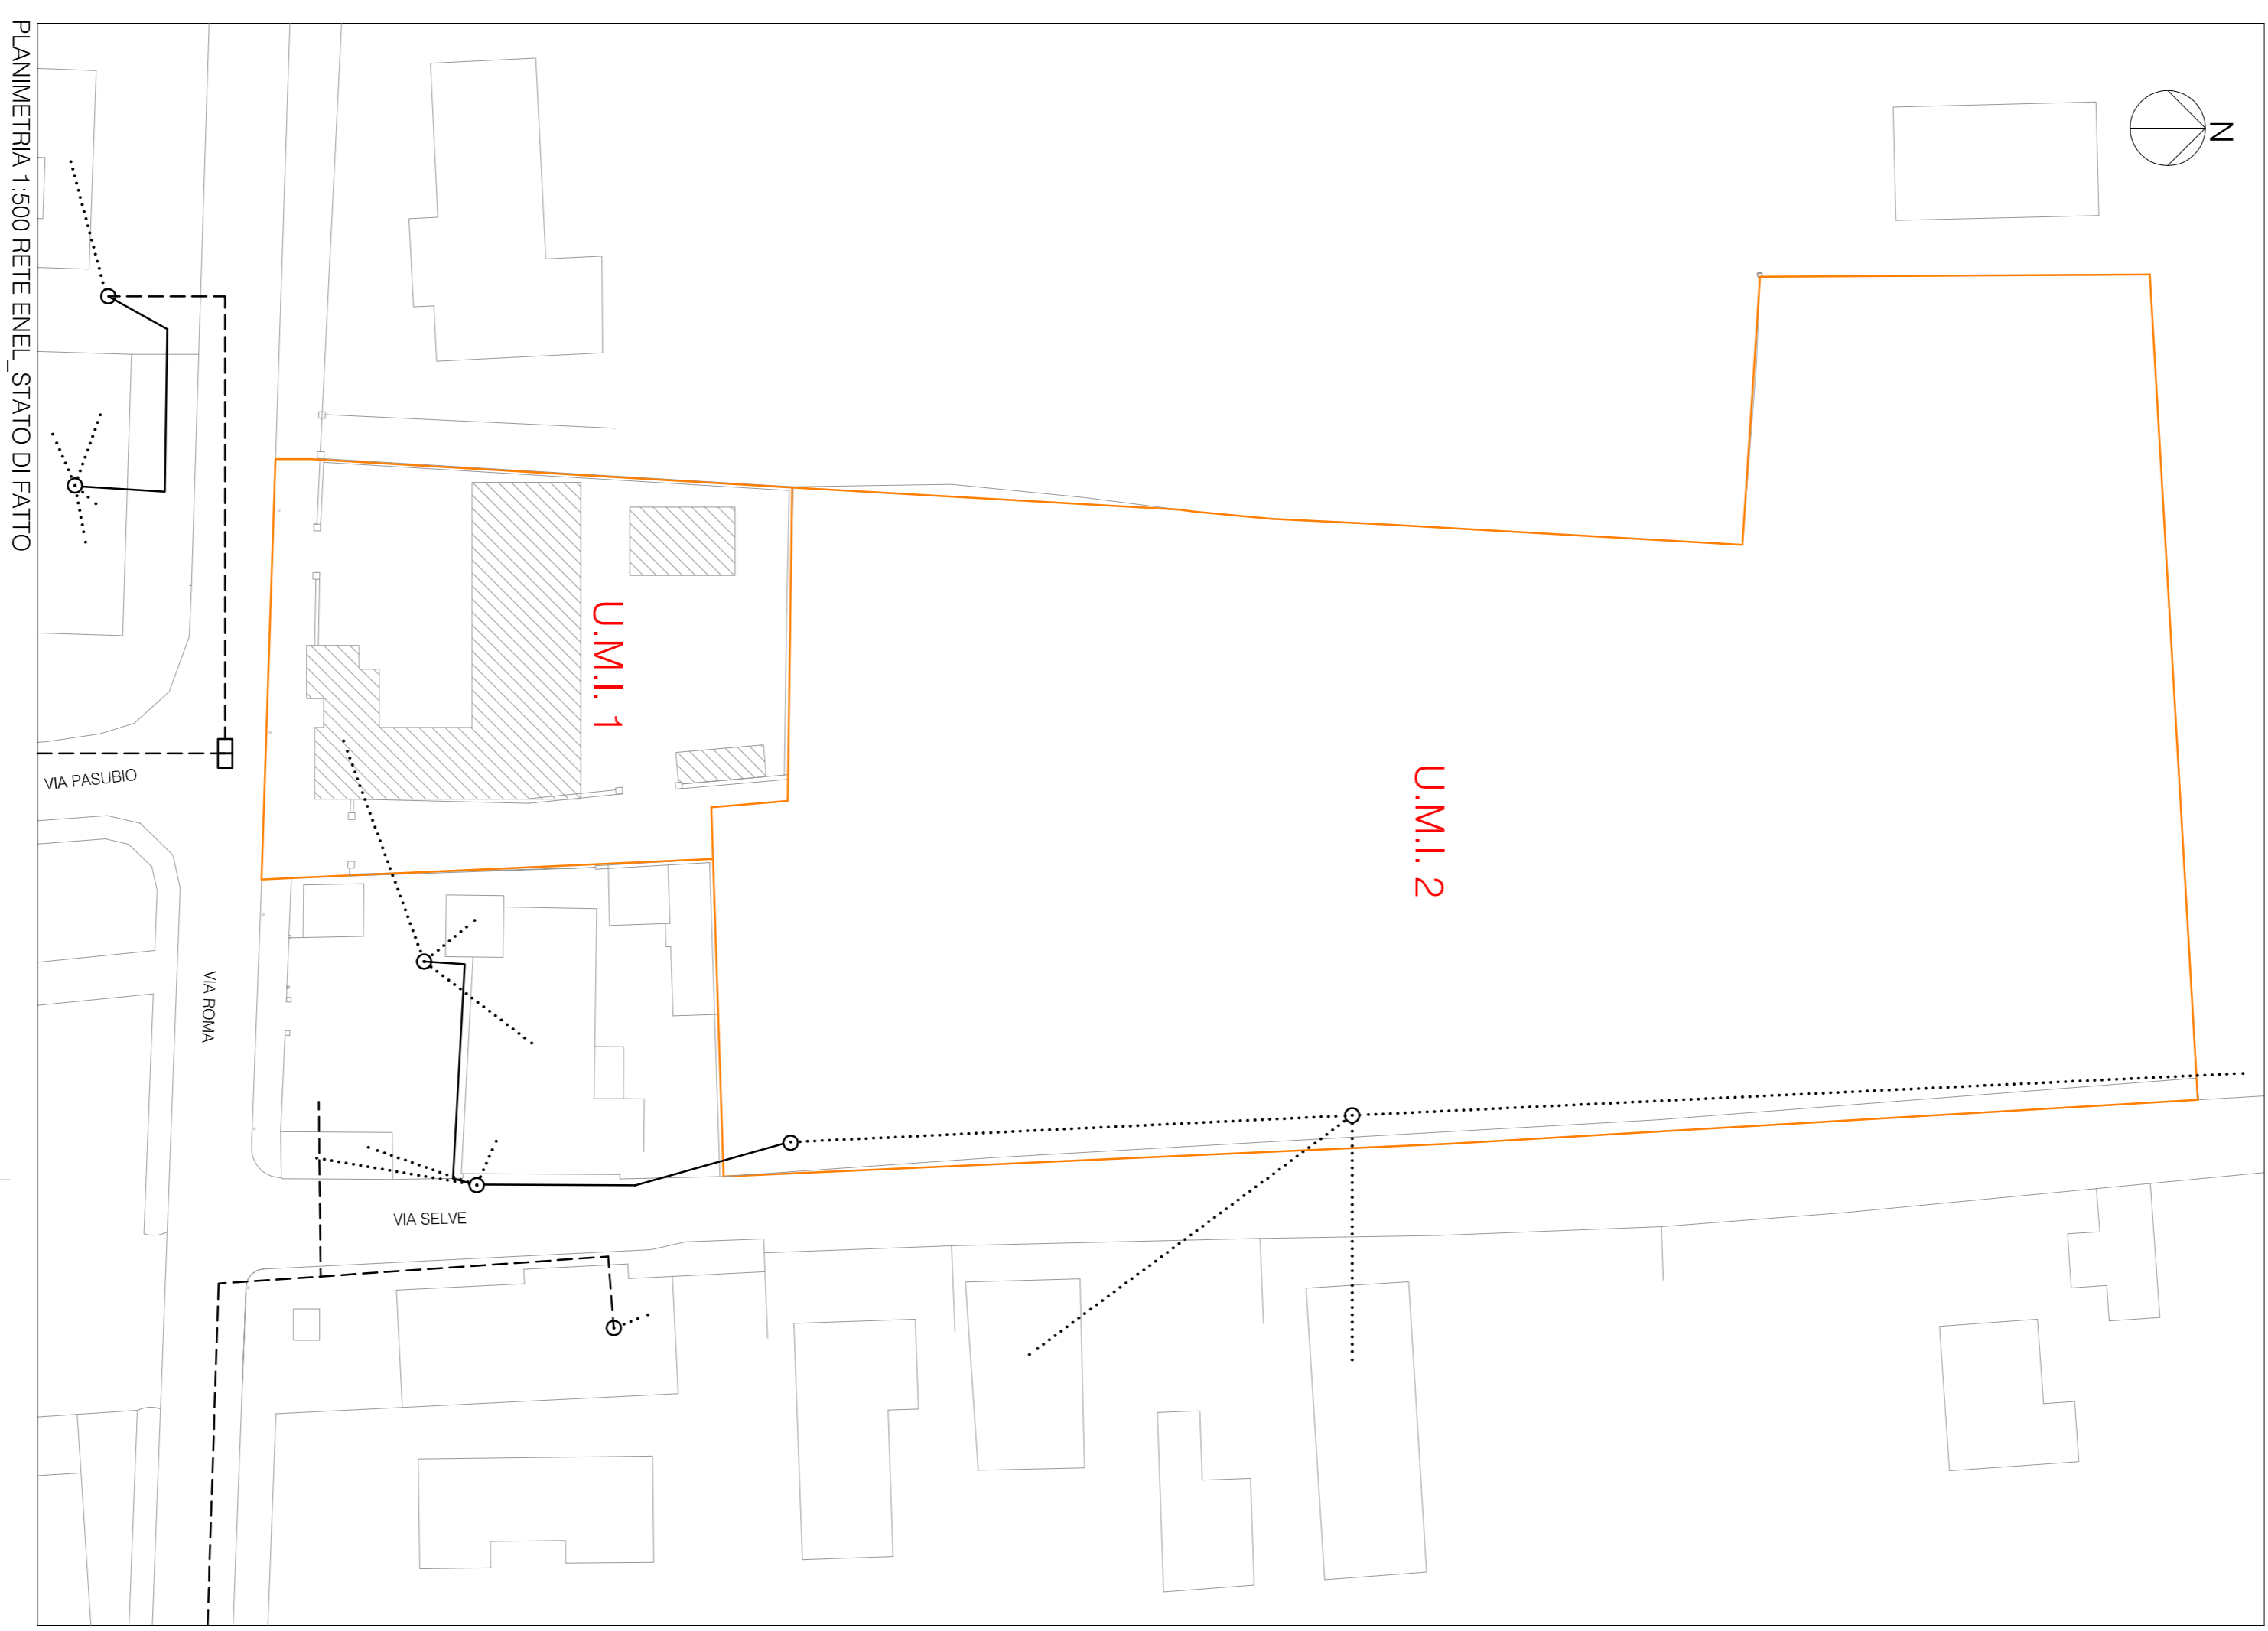 PLANIMETRIA 1:500 RETE ENEL_STATO DI FATTO
N
U.M.I. 1
U.M.I. 2
VIA PASUBIO
VIA ROMA
VIA SELVE